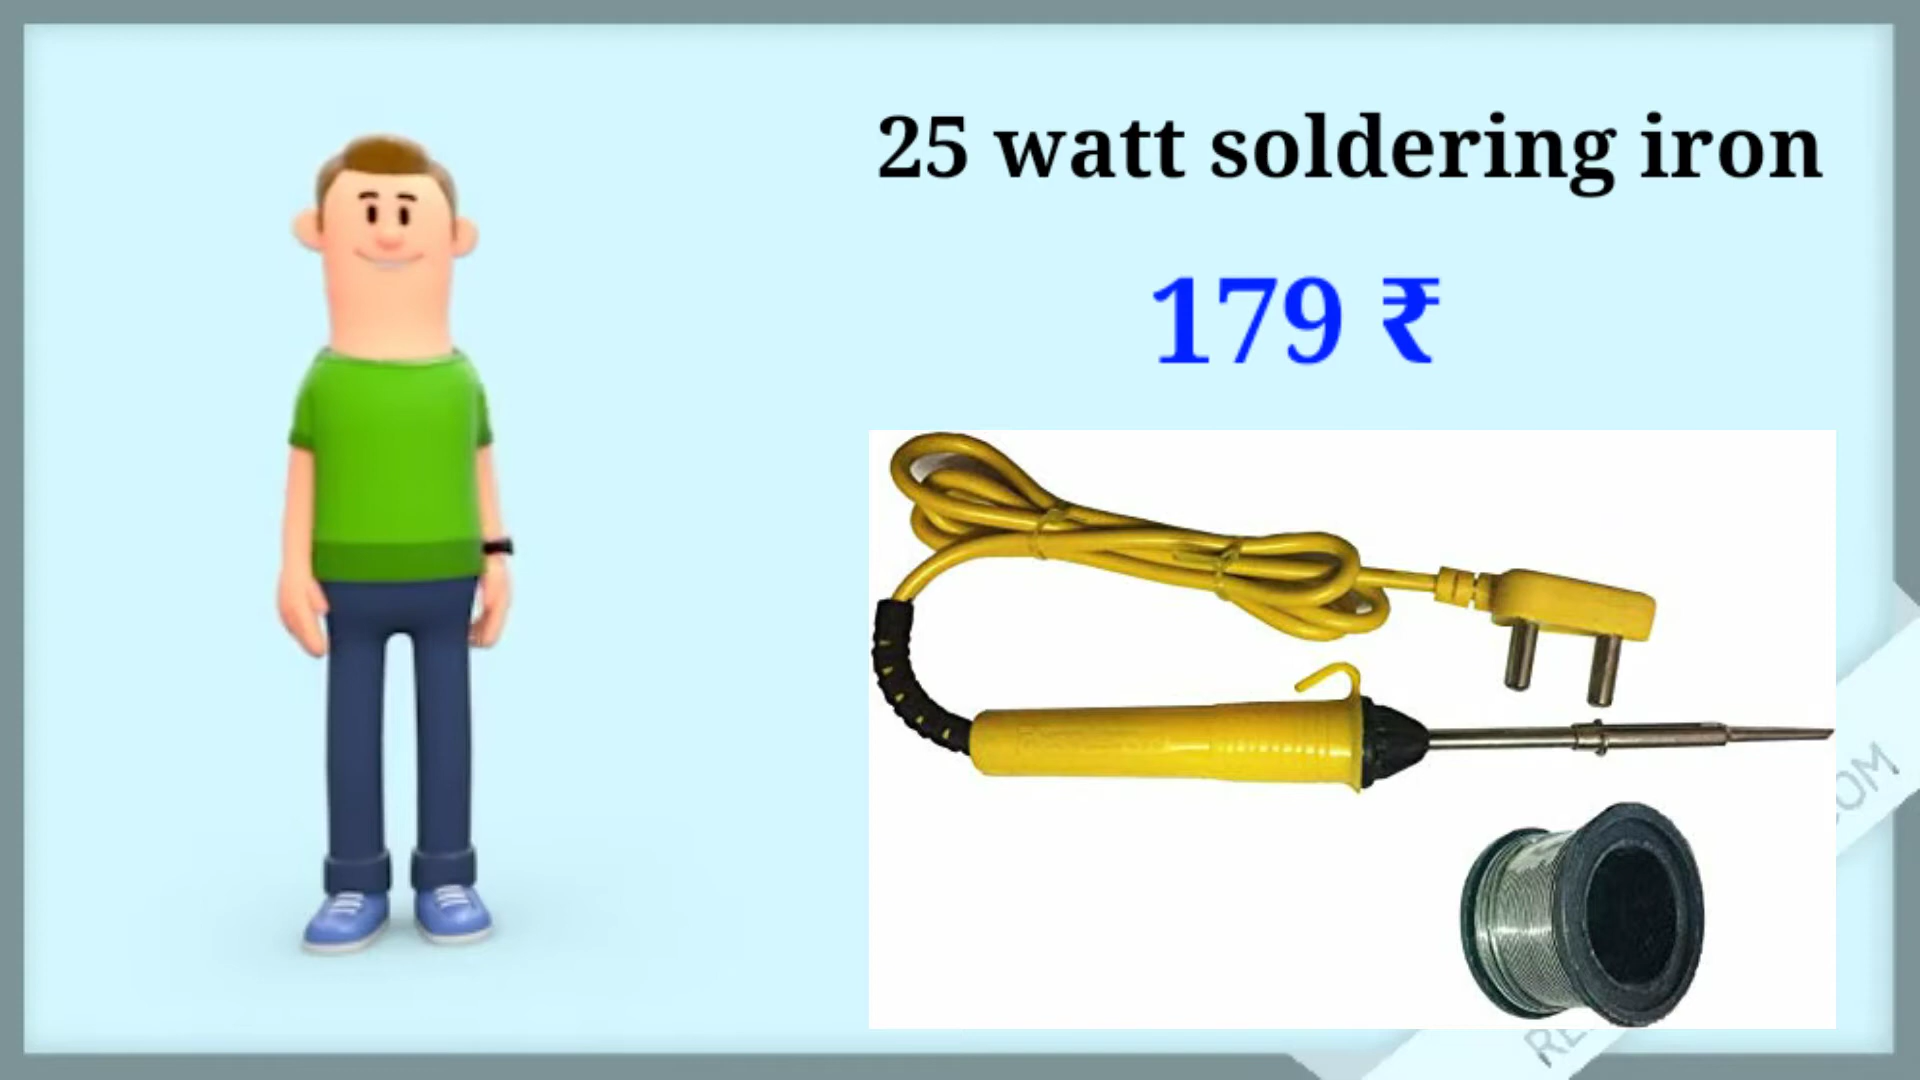 25 watt soldering iron
179 ₹